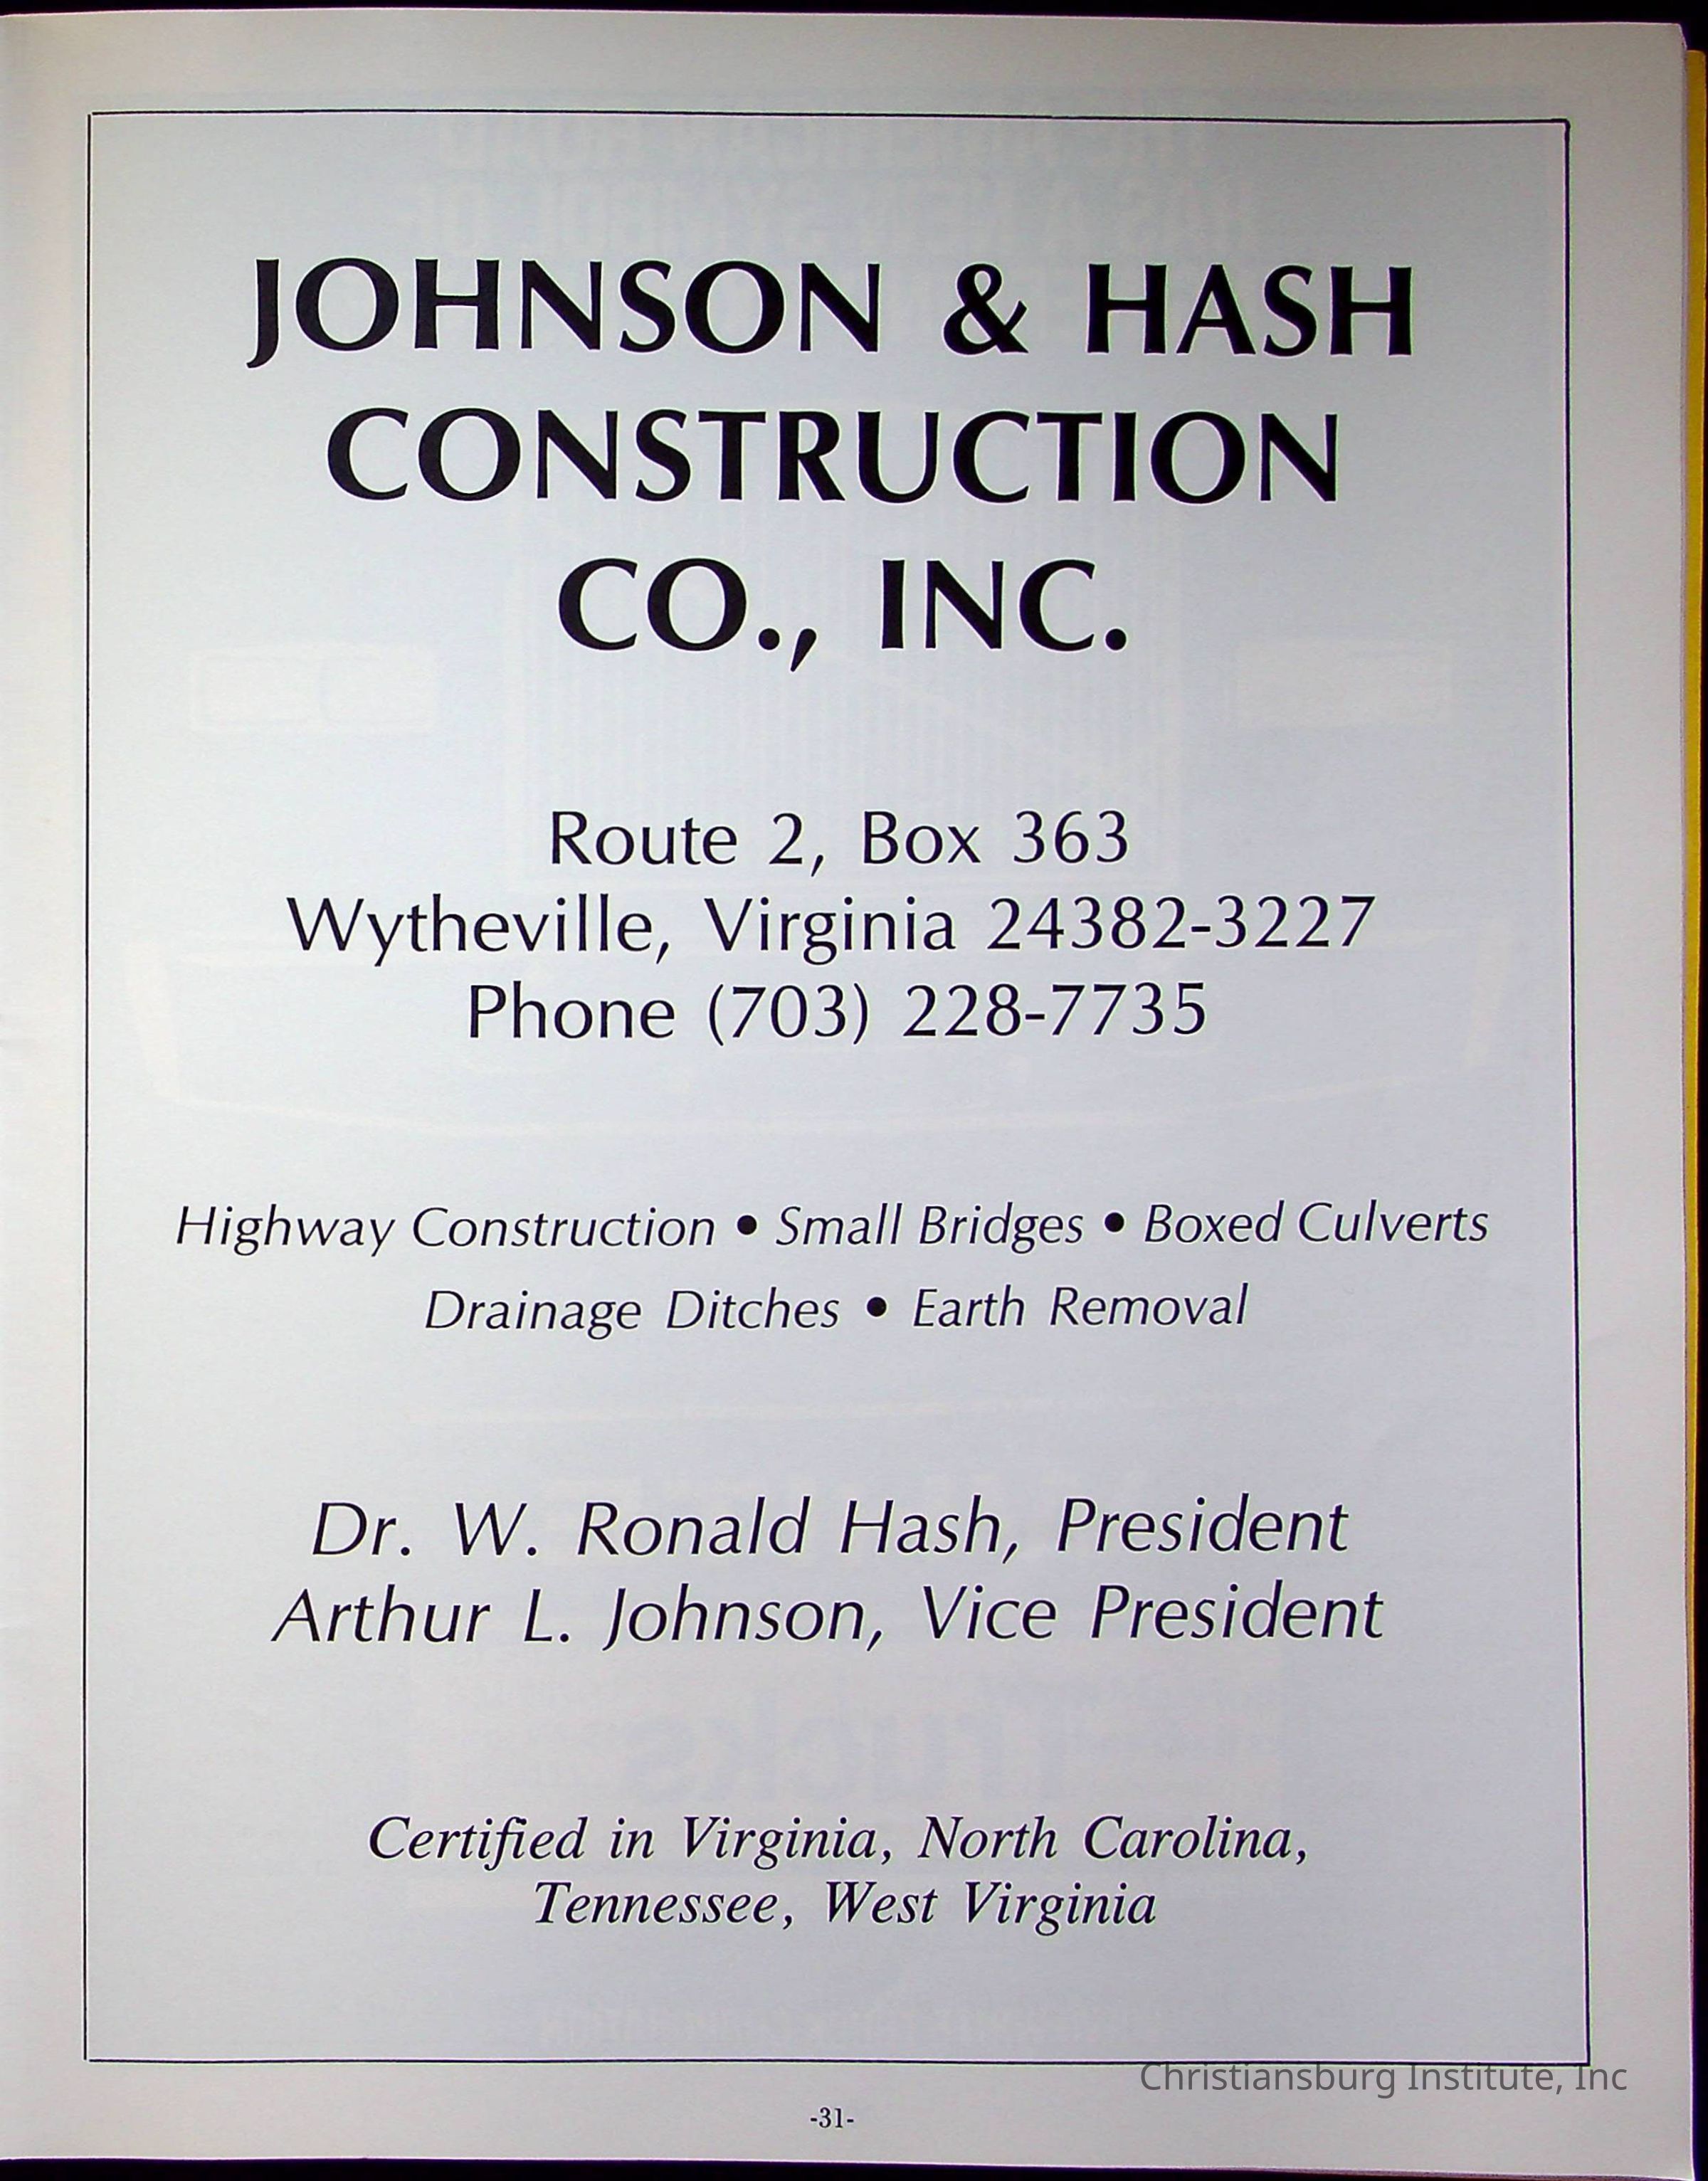 JOHNSON & HASH
CONSTRUCTION
CO., INC.
Route 2, Box 363
Wytheville, Virginia 24382-3227
Phone (703) 228-7735
Highway Construction • Small Bridges • Boxed Culverts
Drainage Ditches • Earth Removal
Dr. W. Ronald Hash, President
Arthur L. Johnson, Vice President
Certified in Virginia, North Carolina,
Tennessee, West Virginia
Christiansburg Institute, Inc
-31-